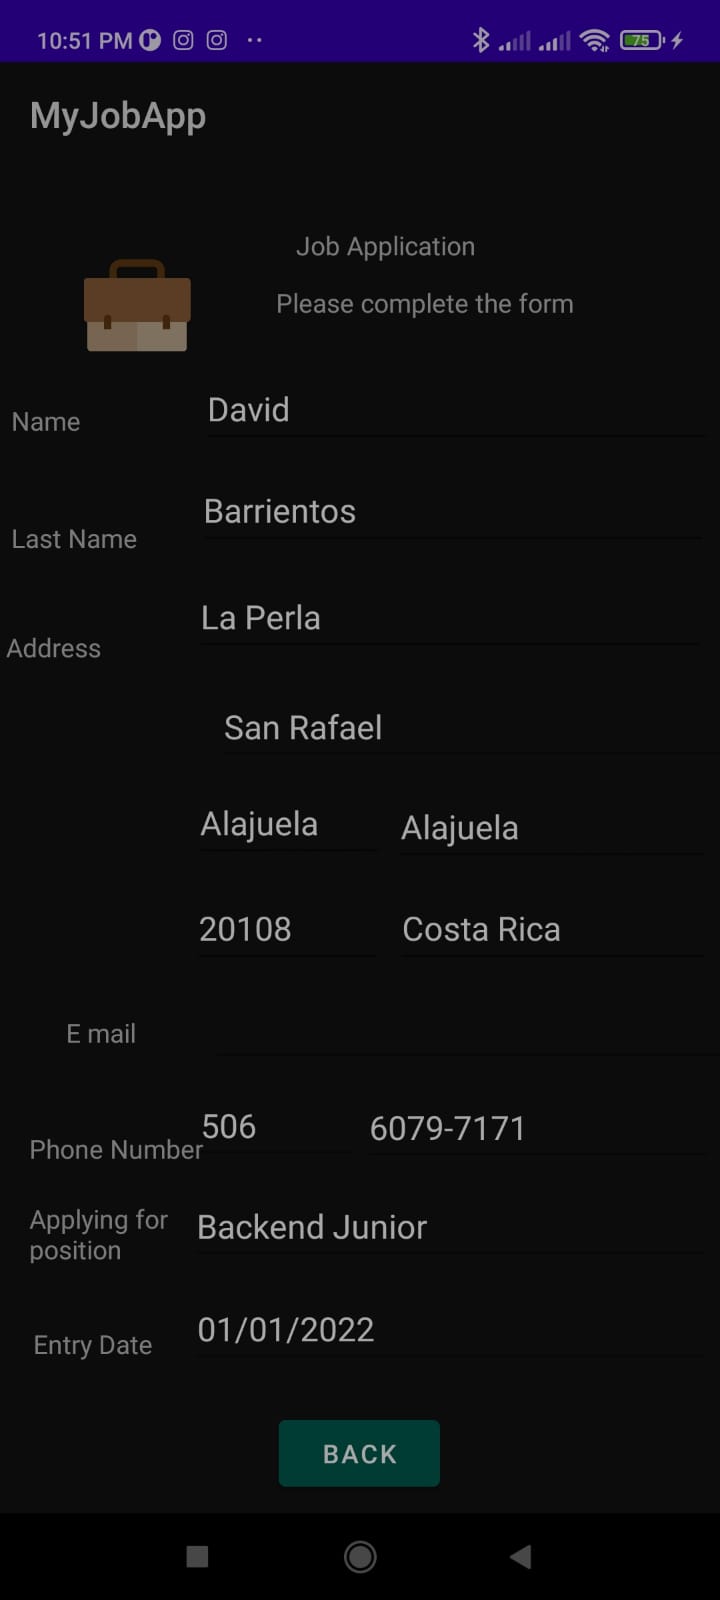 10:51 PM
75
MyJobApp
Job Application
Please complete the form
Name
David
Last Name
Barrientos
Address
La Perla
San Rafael
Alajuela
Alajuela
20108
Costa Rica
E mail
Phone Number
506
6079-7171
Applying for
position
Backend Junior
Entry Date
01/01/2022
BACK